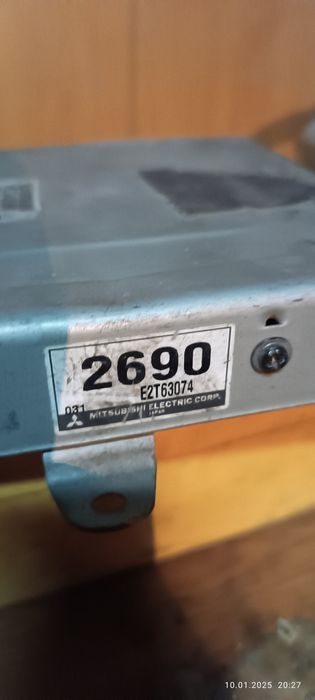 2690
E2T63074
031
MITSUBISHI ELECTRIC CORP.
JAPAN
10.01.2025 20:27